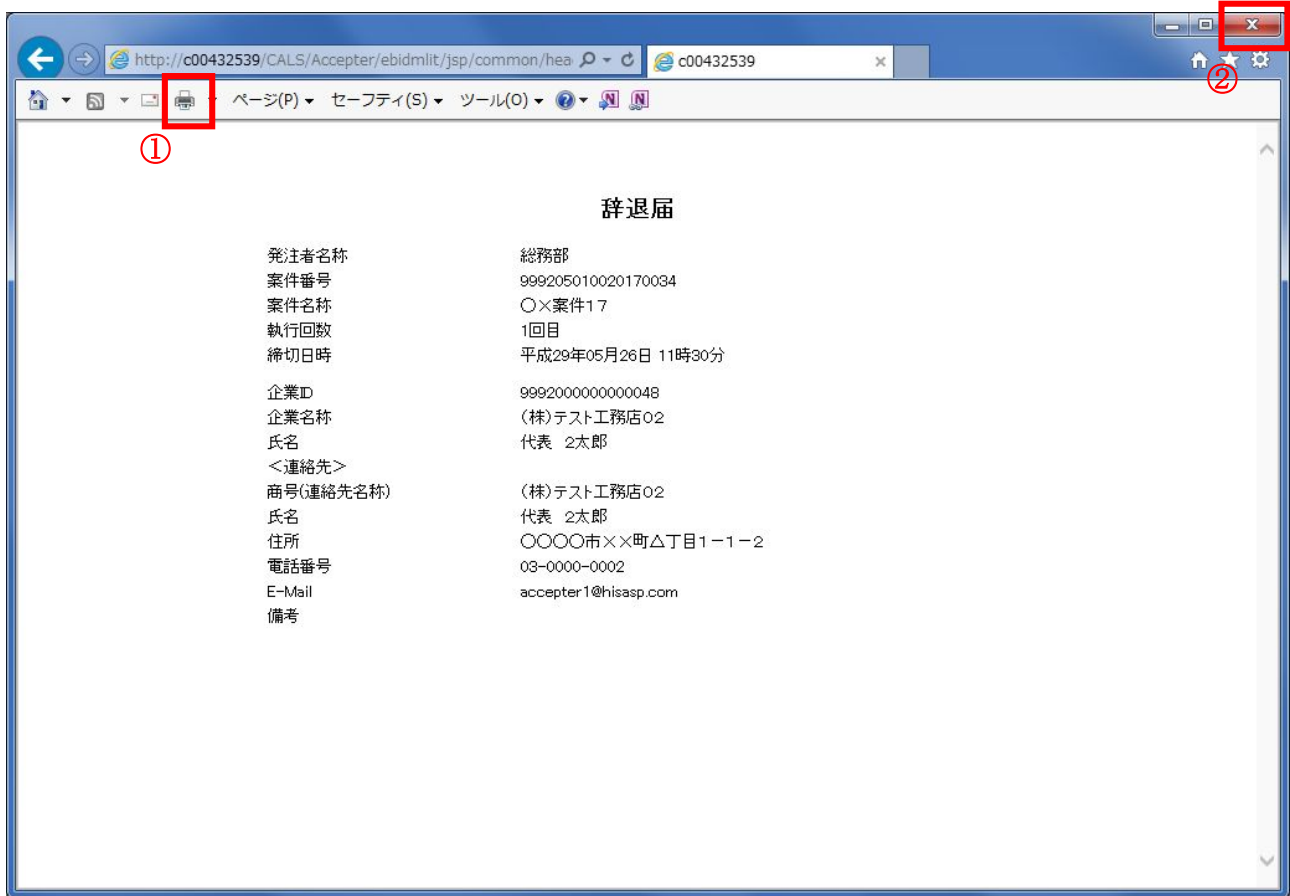 http://c00432539/CALS/Accepter/ebidmlit/jsp/common/hea
c00432539
②
ページ(P) セーフティ(S) ツール(O)
①
辞退届
発注者名称 総務部
案件番号 999205010020170034
案件名称 〇×案件17
執行回数 1回目
締切日時 平成29年05月26日 11時30分
企業ID 9992000000000048
企業名称 (株)テスト工務店02
氏名 代表 2太郎
<連絡先>
商号(連絡先名称) (株)テスト工務店02
氏名 代表 2太郎
住所 〇〇〇〇市××町△丁目1-1-2
電話番号 03-0000-0002
E-Mail accepter1@hisasp.com
備考